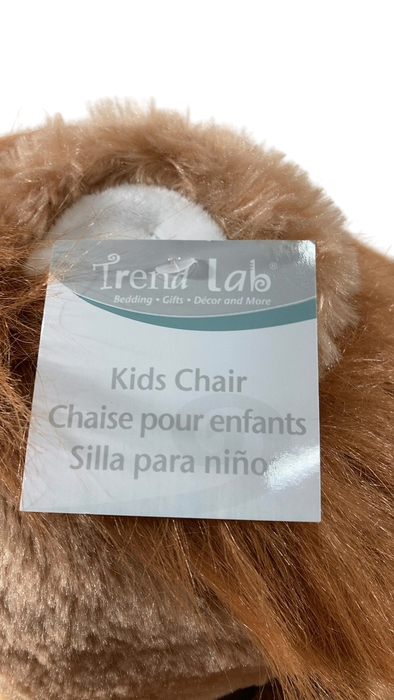 Trend Lab®
Bedding • Gifts • Décor and More
Kids Chair
Chaise pour enfants
Silla para niño